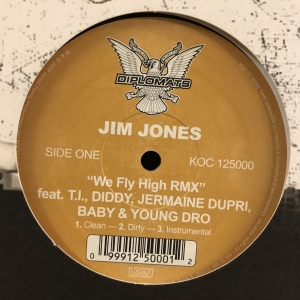 DIPLOMATS
JIM JONES
SIDE ONE
KOC 125000
"We Fly High RMX"
feat. T.I., DIDDY, JERMAINE DUPRI,
BABY & YOUNG DRO
1. Clean — 2. Dirty — 3. Instrumental
0 99912 50001 2